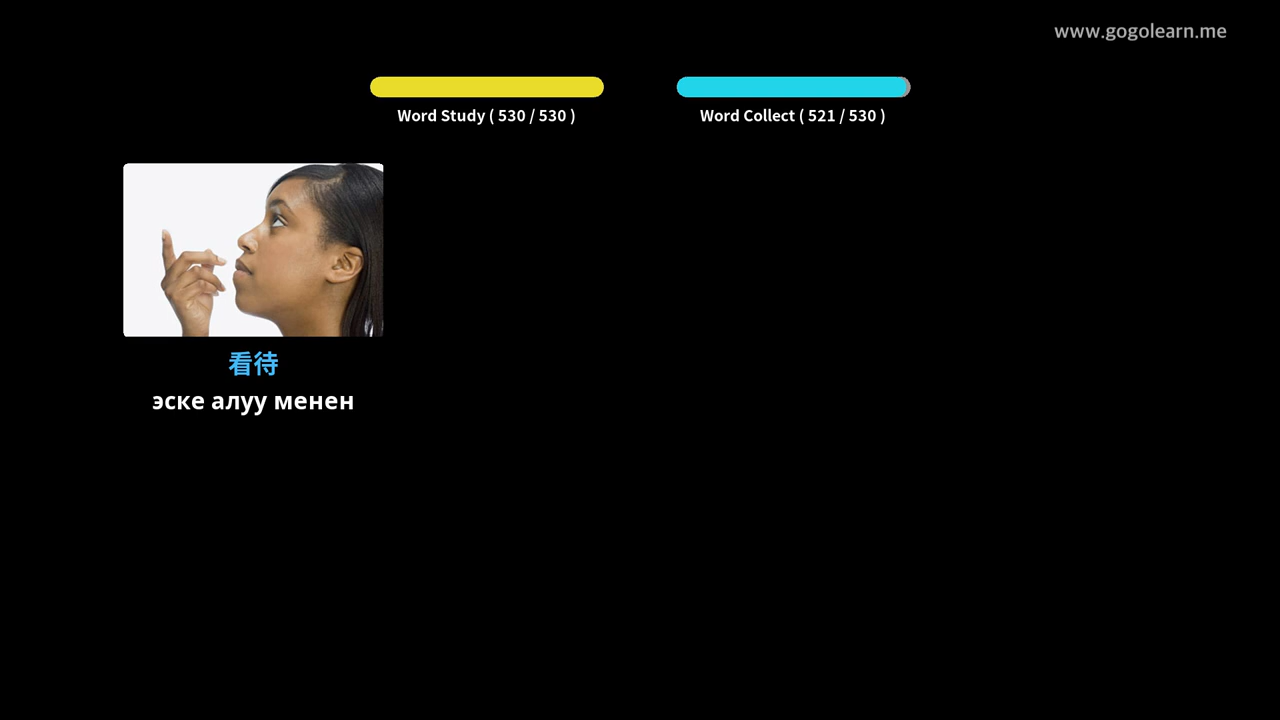 www.gogolearn.me
Word Study ( 530 / 530 )
Word Collect ( 521 / 530 )
看待
эске алуу менен